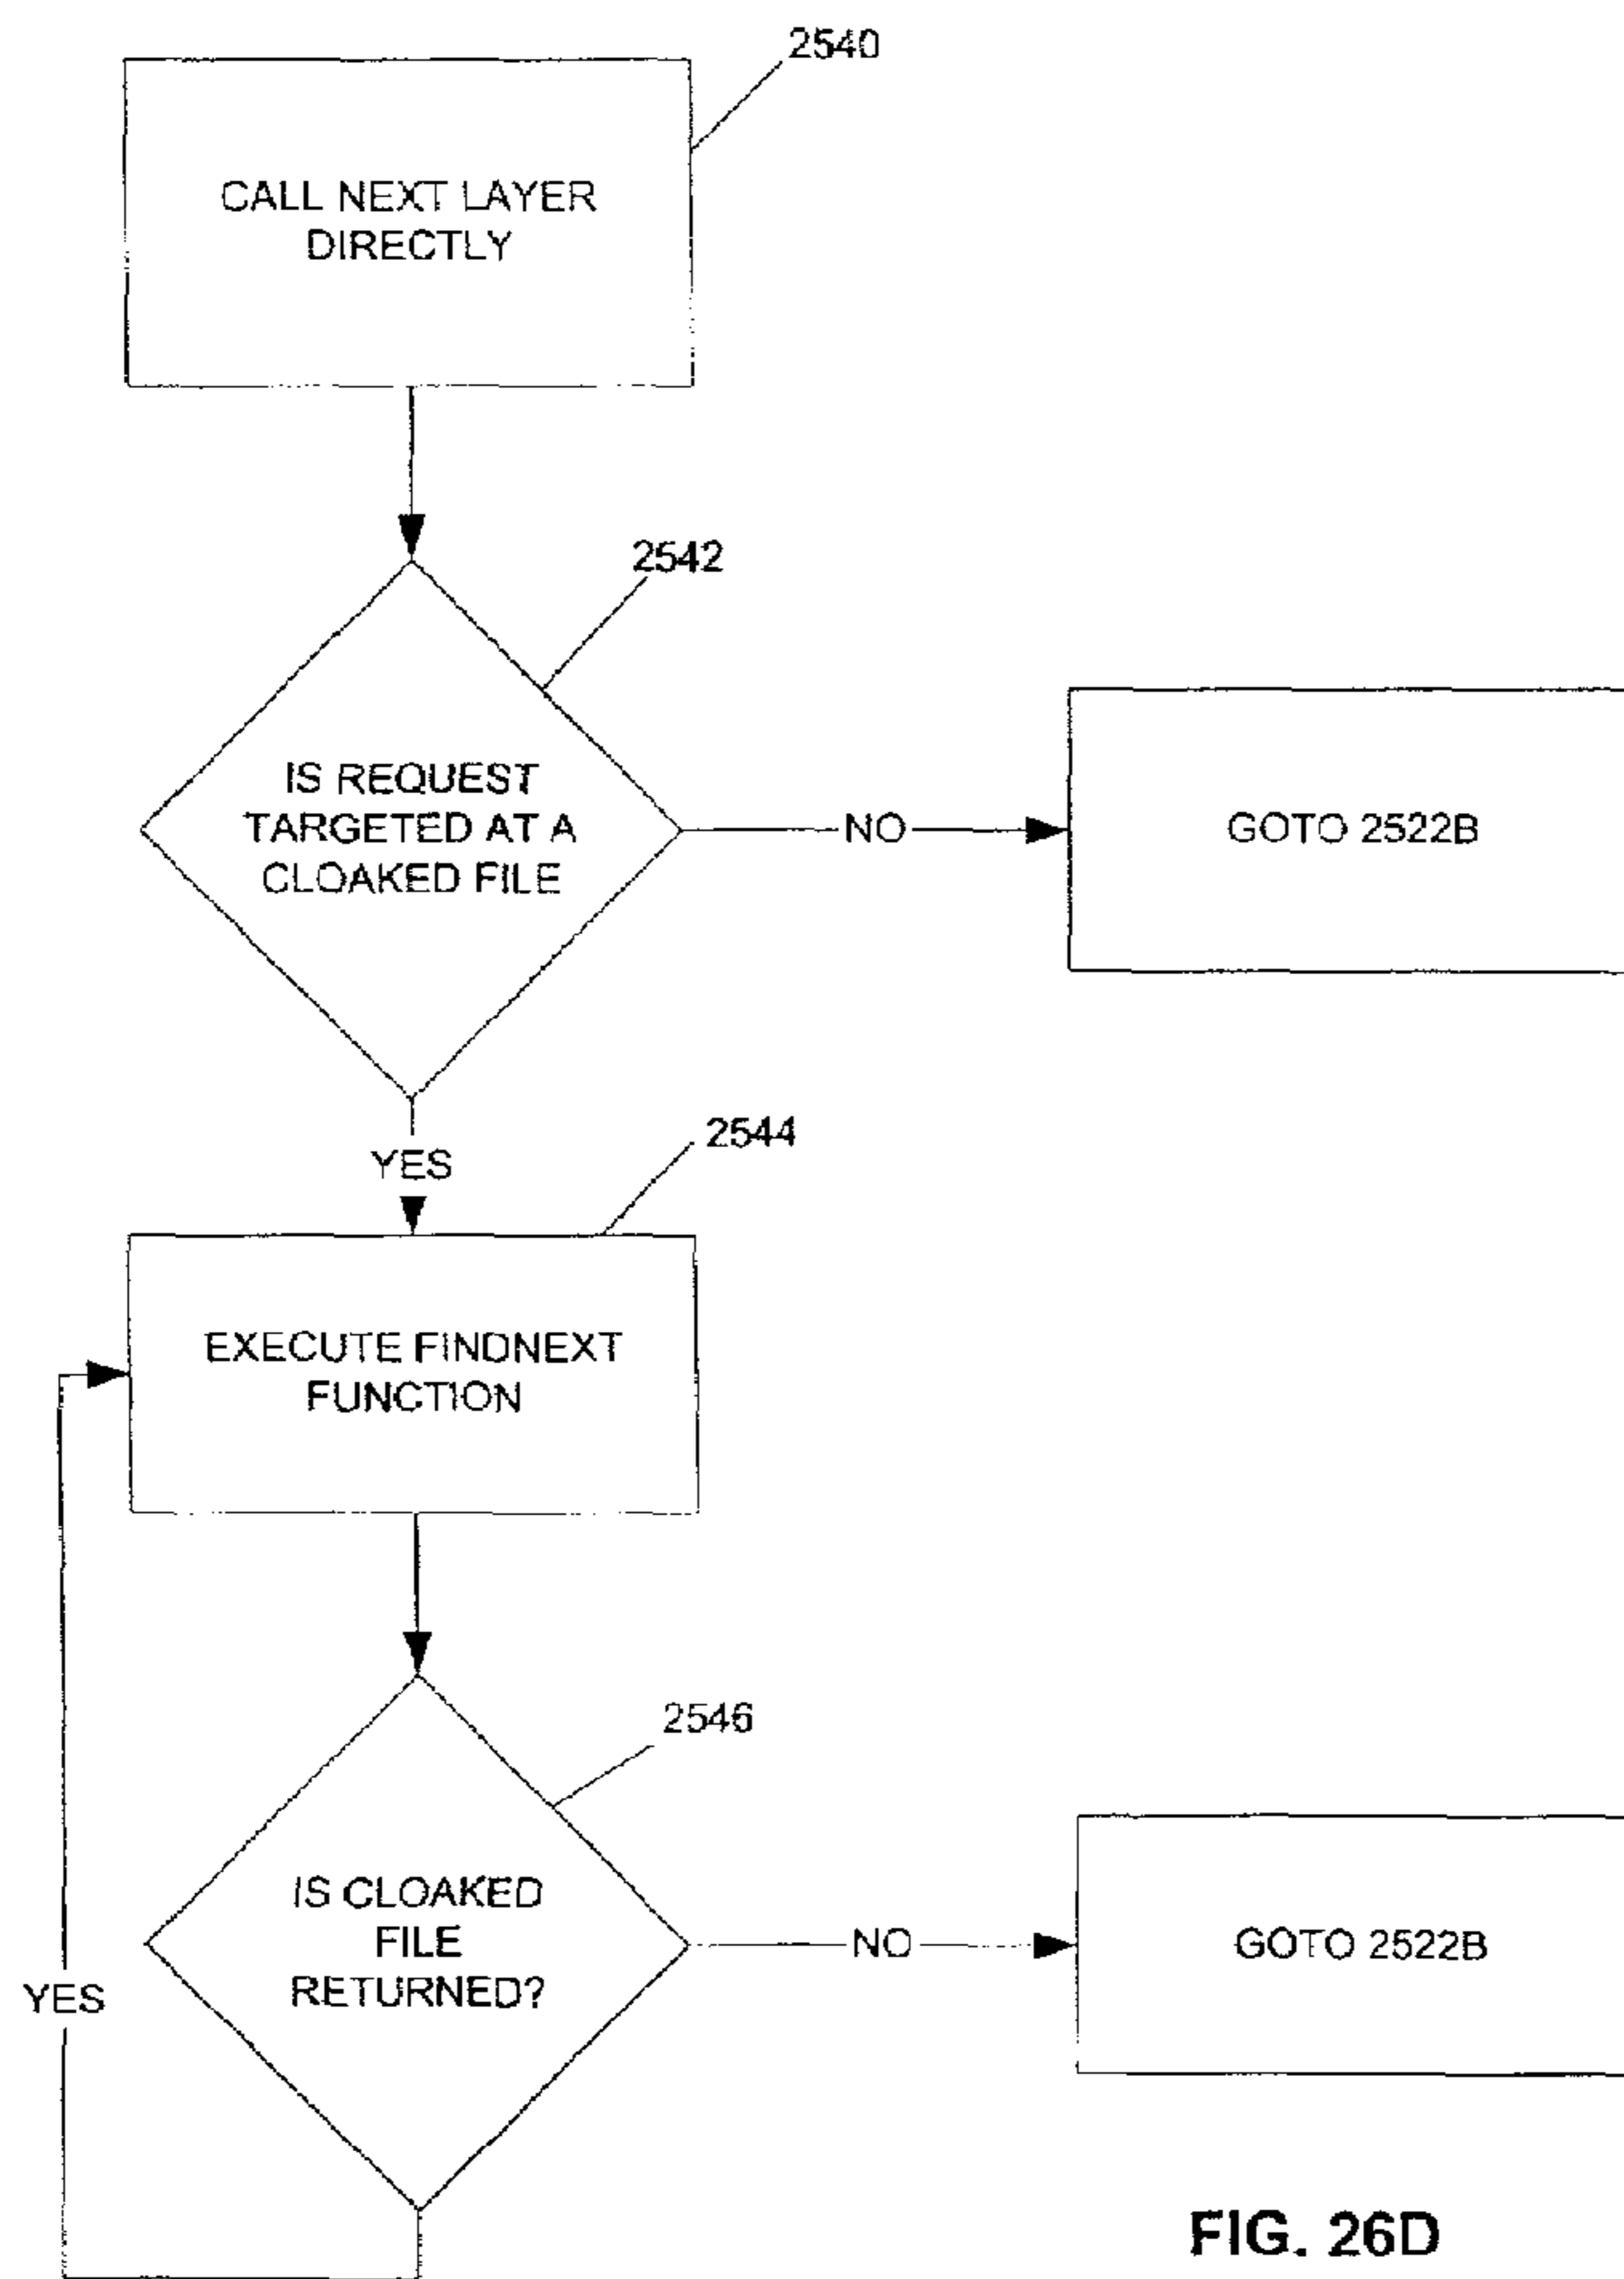 2540
CALL NEXT LAYER
DIRECTLY
2542
IS REQUEST
TARGETED AT A
CLOAKED FILE
NO
GOTO 2522B
YES
2544
EXECUTE FINDNEXT
FUNCTION
2546
IS CLOAKED
FILE
RETURNED?
NO
GOTO 2522B
YES
FIG. 26D